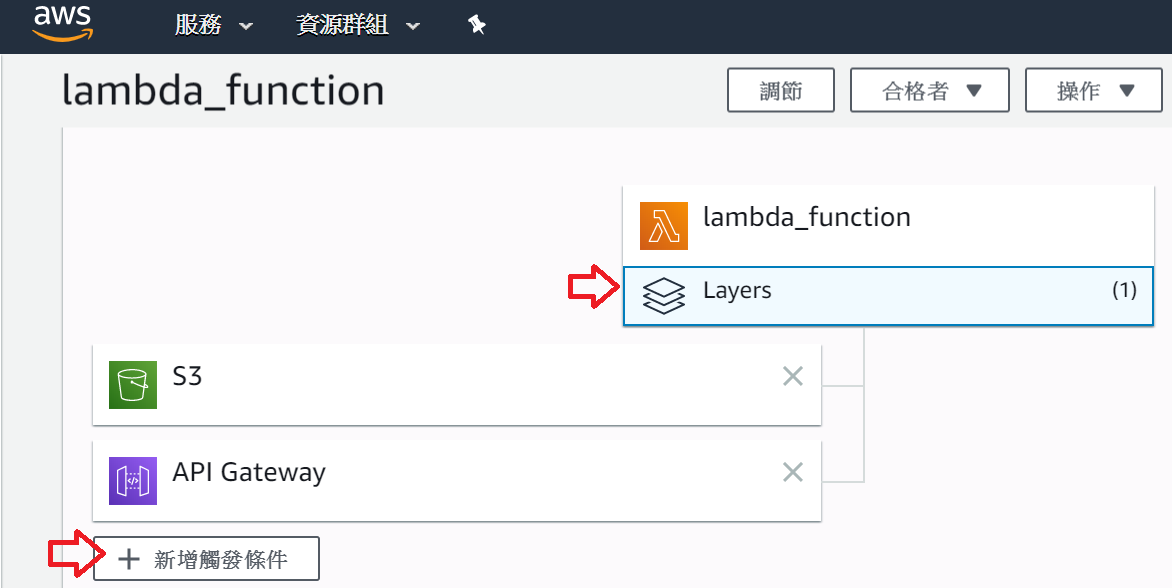 aws 服務 資源群組
lambda_function 調節 合格者 操作
lambda_function
Layers (1)
S3
API Gateway
新增觸發條件